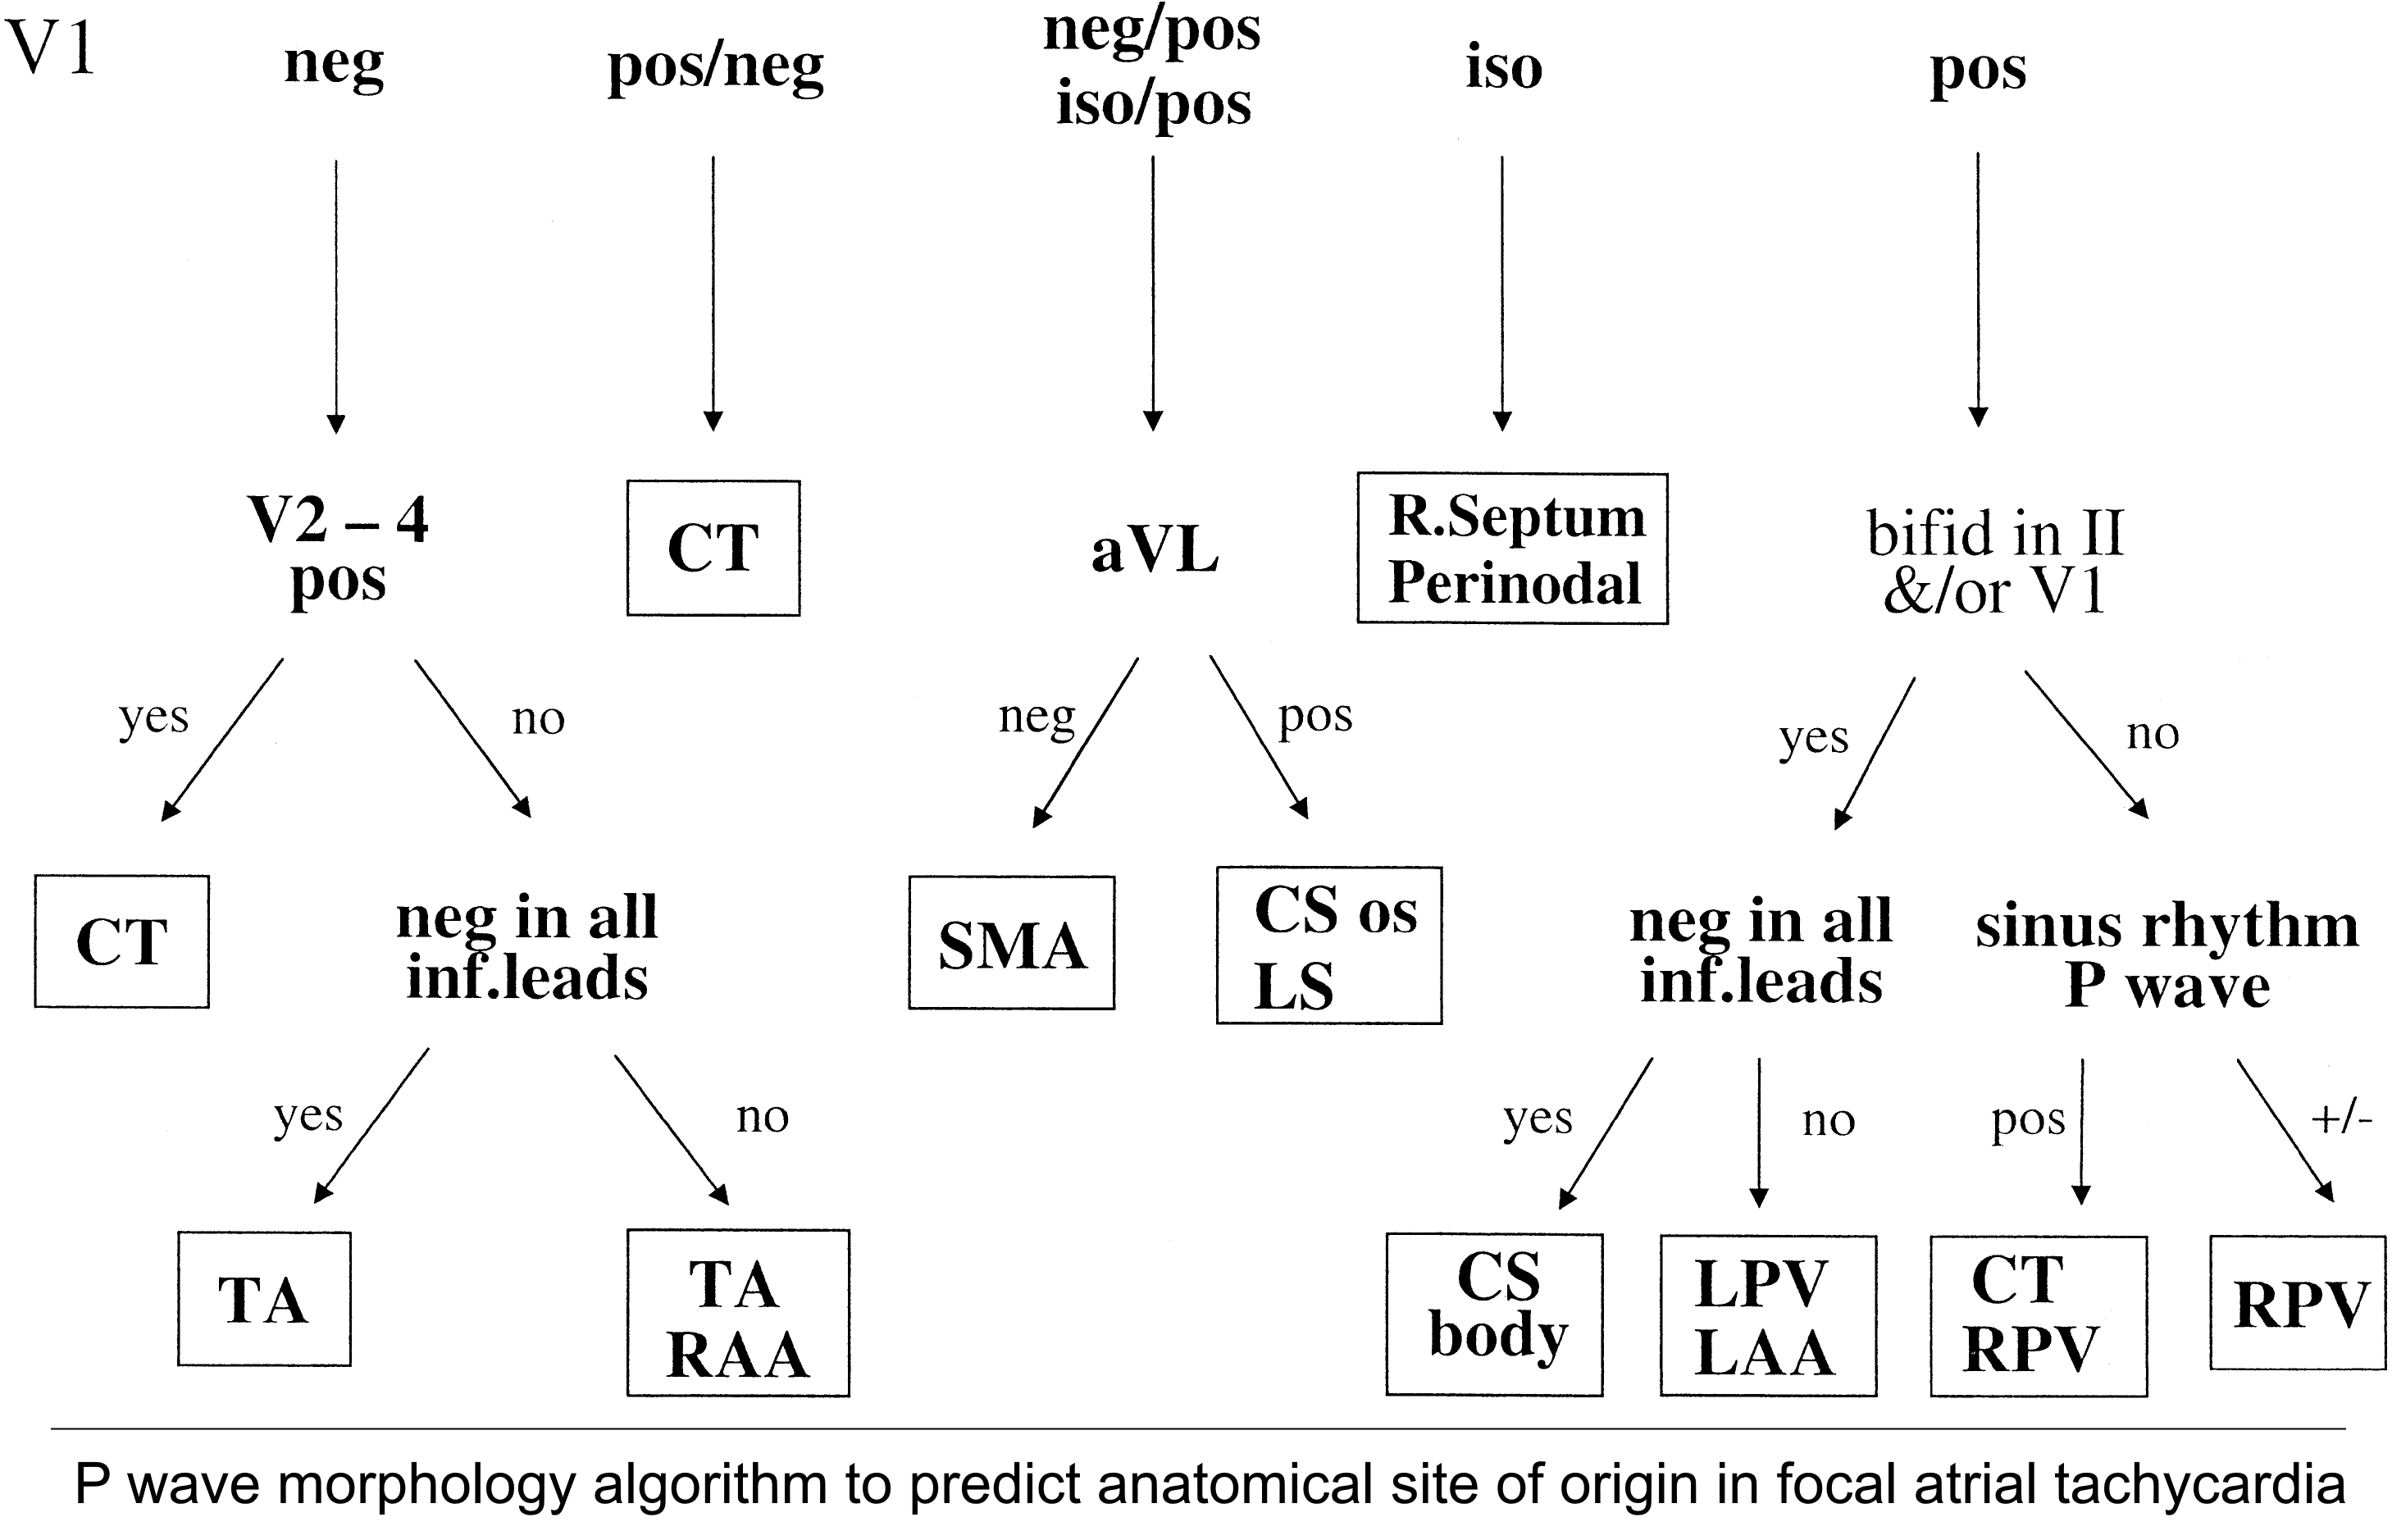 V1
neg
pos/neg
neg/pos
iso/pos
iso
pos
V2 – 4
pos
CT
aVL
R.Septum
Perinodal
bifid in II
&/or V1
yes
no
neg
pos
yes
no
CT
neg in all
inf.leads
SMA
CS os
LS
neg in all
inf.leads
sinus rhythm
P wave
yes
no
yes
no
pos
+/-
TA
TA
RAA
CS
body
LPV
LAA
CT
RPV
RPV
P wave morphology algorithm to predict anatomical site of origin in focal atrial tachycardia